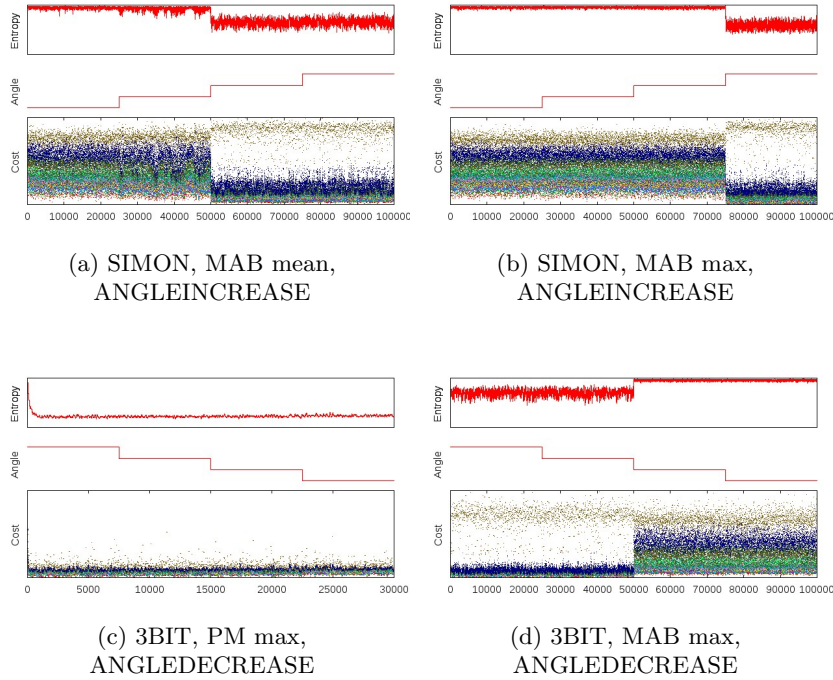 Entropy
Angle
Cost
0 10000 20000 30000 40000 50000 60000 70000 80000 90000 100000
(a) SIMON, MAB mean,
ANGLEINCREASE
Entropy
Angle
Cost
0 10000 20000 30000 40000 50000 60000 70000 80000 90000 100000
(b) SIMON, MAB max,
ANGLEINCREASE
Entropy
Angle
Cost
0 5000 10000 15000 20000 25000 30000
(c) 3BIT, PM max,
ANGLEDECREASE
Entropy
Angle
Cost
0 10000 20000 30000 40000 50000 60000 70000 80000 90000 100000
(d) 3BIT, MAB max,
ANGLEDECREASE